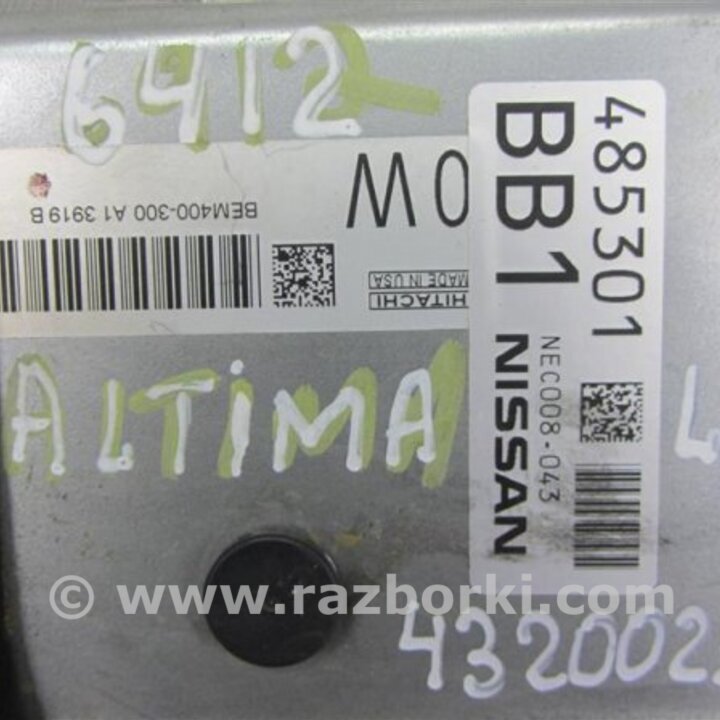 6412
BEM400-300 A1 3919 B
0W
HITACHI
MADE IN USA
485301
BB1
NEC008-043
NISSAN
ALTIMA
© www.razborki.com
432002